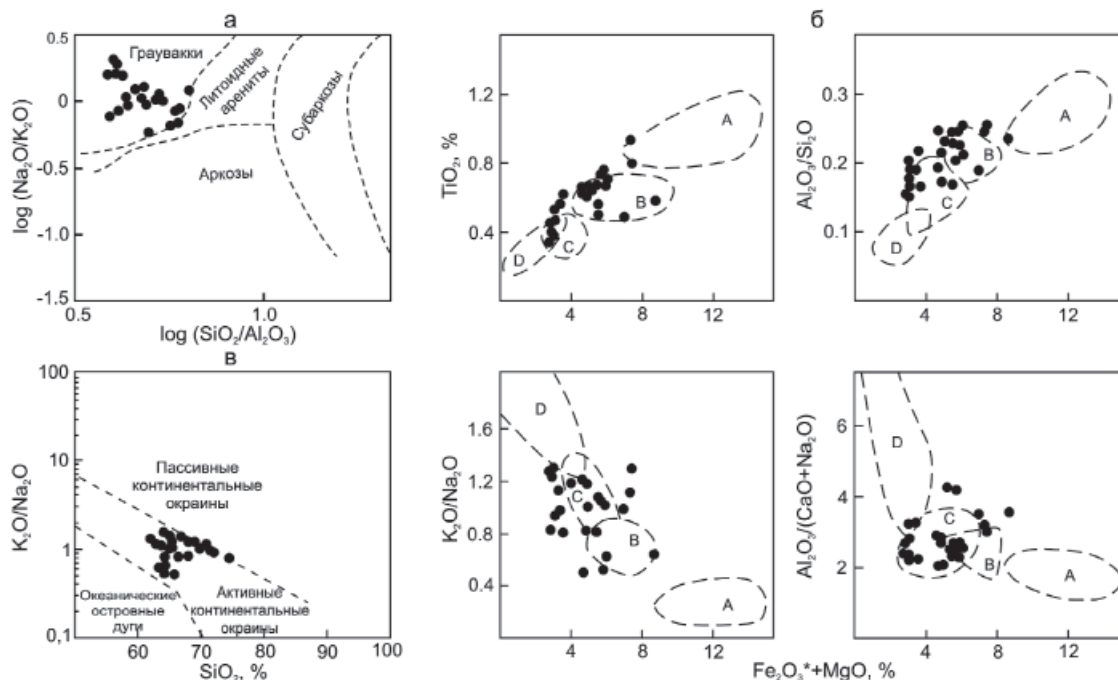 а
0.5
0
-0.5
-1.0
-1.5
log (Na₂O/K₂O)
Граувакки
Литоидные
арениты
Субаркозы
Аркозы
0.5
1.0
log (SiO₂/Al₂O₃)
б
1.2
0.8
0.4
TiO₂, %
A
B
C
D
4
8
12
0.3
0.2
0.1
Al₂O₃/Si₂O
A
B
C
D
4
8
12
в
100
10
1
0,1
K₂O/Na₂O
Пассивные
континентальные
окраины
Океанические
островные
дуги
Активные
континентальные
окраины
60
70
80
90
100
SiO₂, %
1.6
1.2
0.8
0.4
K₂O/Na₂O
D
C
B
A
4
8
12
6
4
2
Al₂O₃/(CaO+Na₂O)
D
C
B
A
4
8
12
Fe₂O₃*+MgO, %